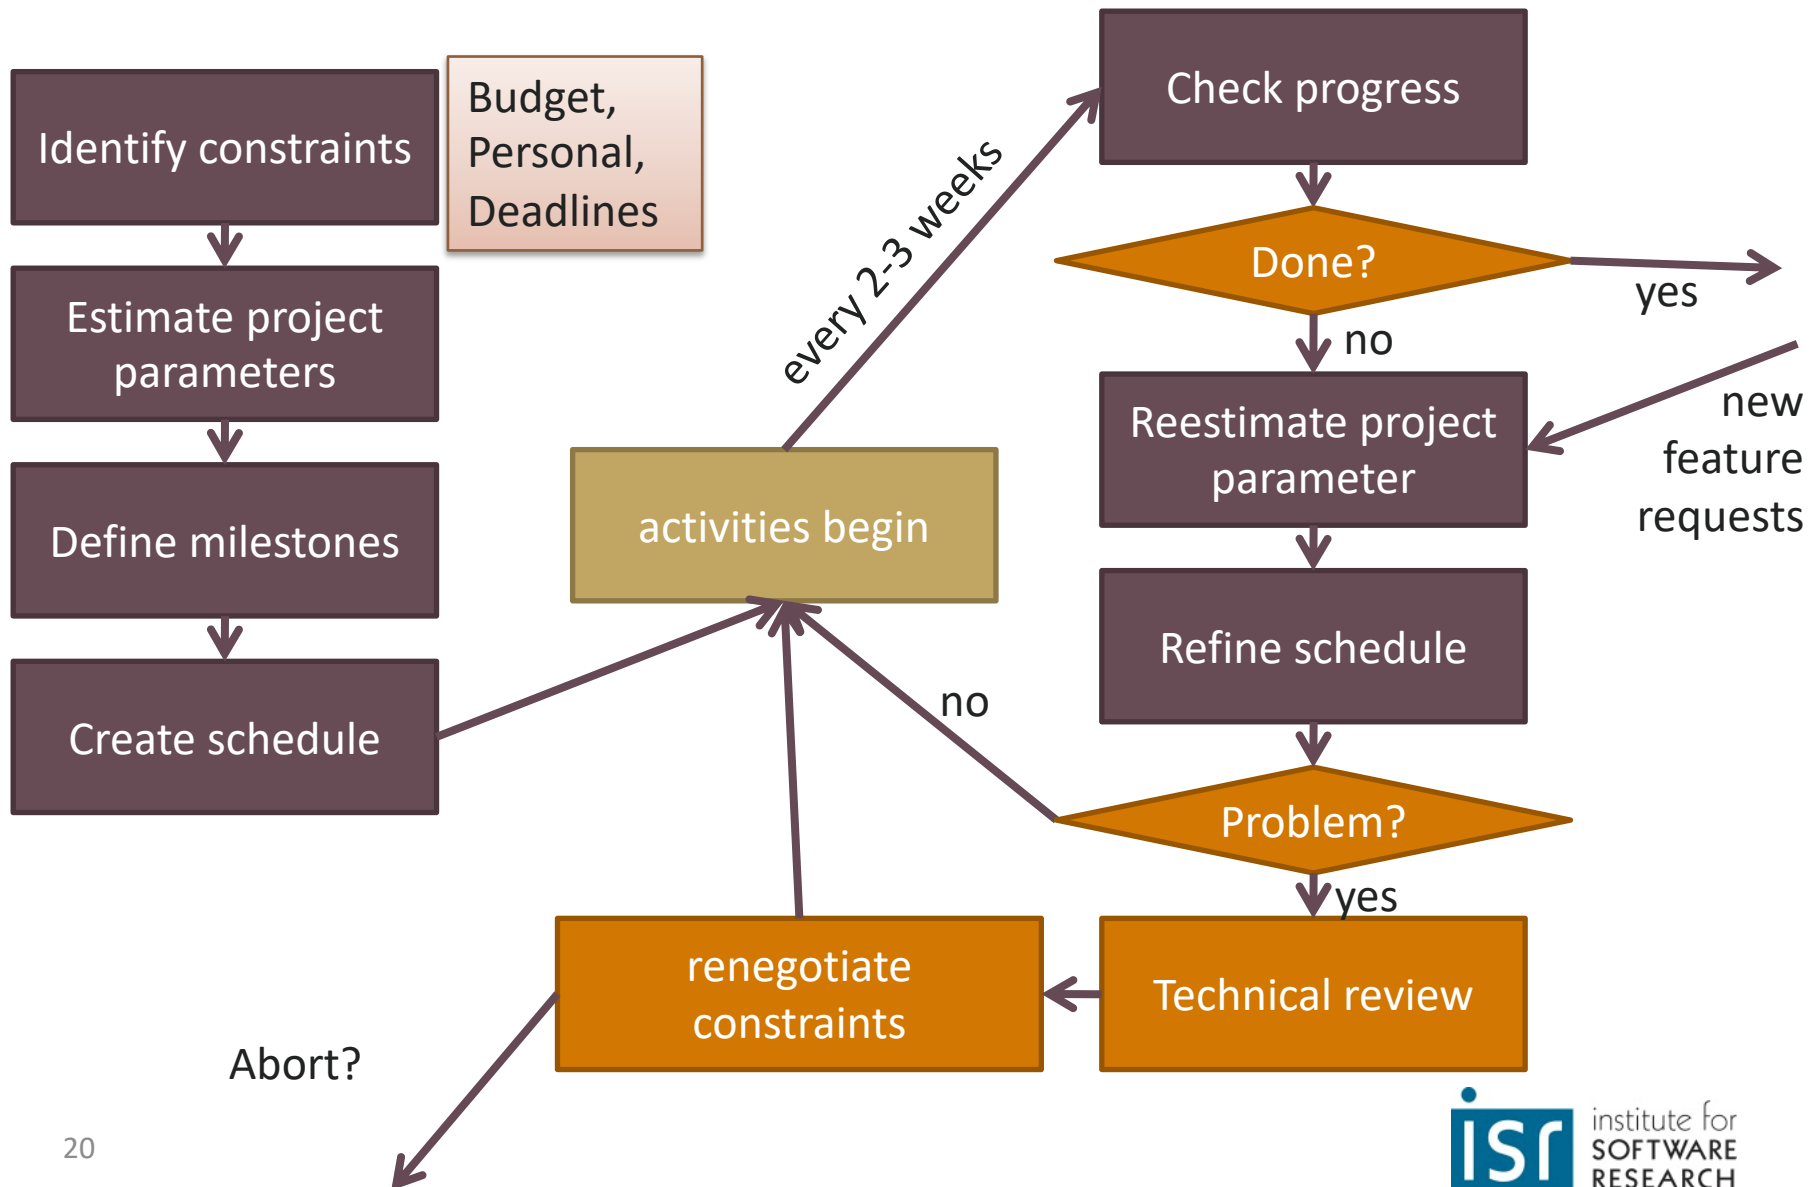 Identify constraints
Budget,
Personal,
Deadlines
Estimate project
parameters
Define milestones
Create schedule
activities begin
every 2-3 weeks
Check progress
Done?
yes
no
new
feature
requests
Reestimate project
parameter
Refine schedule
Problem?
no
yes
Technical review
renegotiate
constraints
Abort?
20
isr
institute for
SOFTWARE
RESEARCH